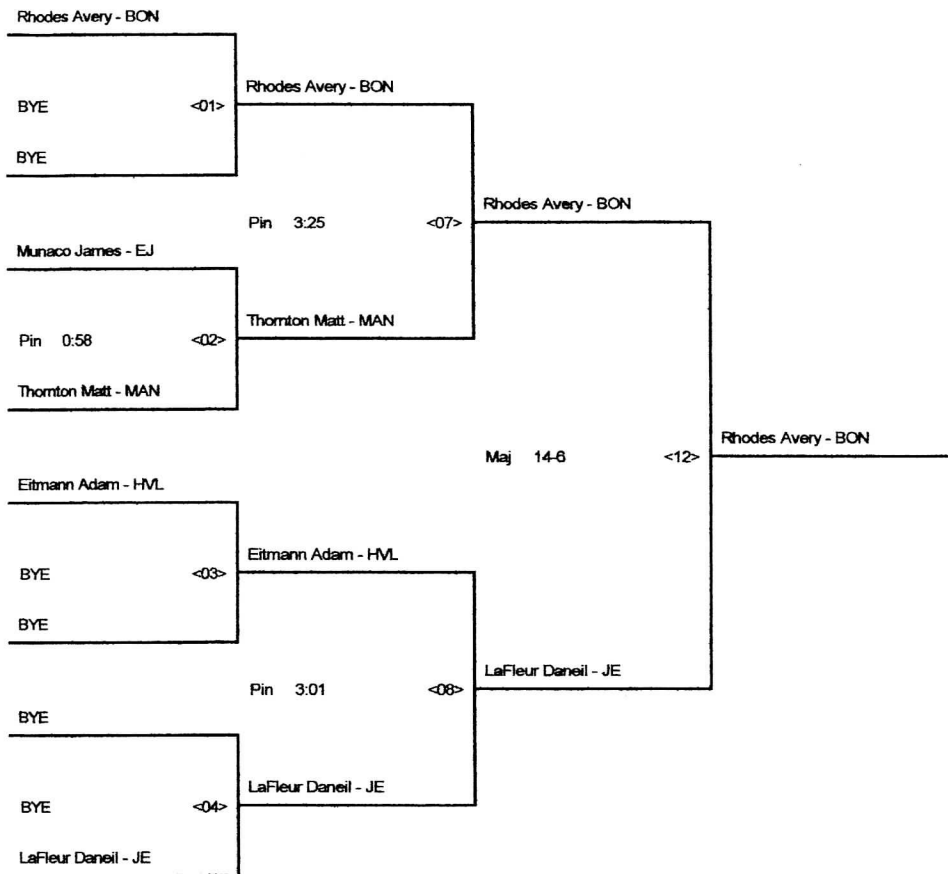 Rhodes Avery - BON
Rhodes Avery - BON
BYE <01>
BYE
Rhodes Avery - BON
Pin 3:25 <07>
Munaco James - EJ
Thornton Matt - MAN
Pin 0:58 <02>
Thornton Matt - MAN
Rhodes Avery - BON
Maj 14-6 <12>
Eitmann Adam - HVL
Eitmann Adam - HVL
BYE <03>
BYE
LaFleur Daneil - JE
Pin 3:01 <08>
BYE
LaFleur Daneil - JE
BYE <04>
LaFleur Daneil - JE